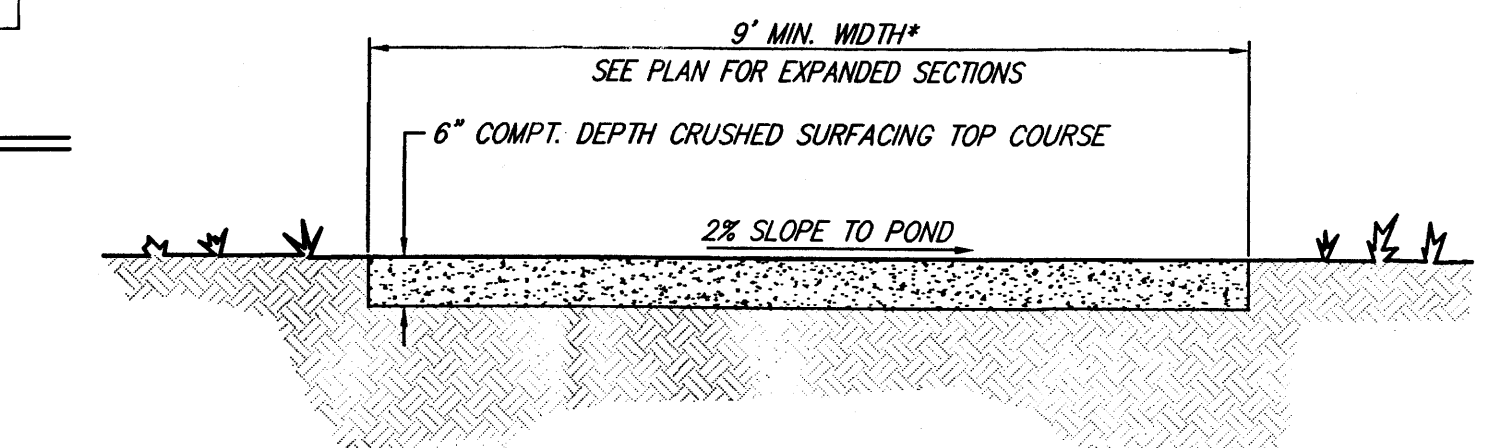 9' MIN. WIDTH*
SEE PLAN FOR EXPANDED SECTIONS
6" COMPT. DEPTH CRUSHED SURFACING TOP COURSE
2% SLOPE TO POND